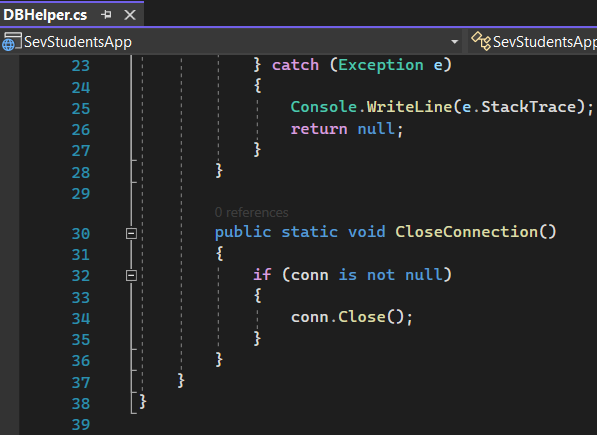 DBHelper.cs
SevStudentsApp SevStudentsApp
23 } catch (Exception e)
24 {
25 Console.WriteLine(e.StackTrace);
26 return null;
27 }
28 }
29
0 references
30 public static void CloseConnection()
31 {
32 if (conn is not null)
33 {
34 conn.Close();
35 }
36 }
37 }
38 }
39